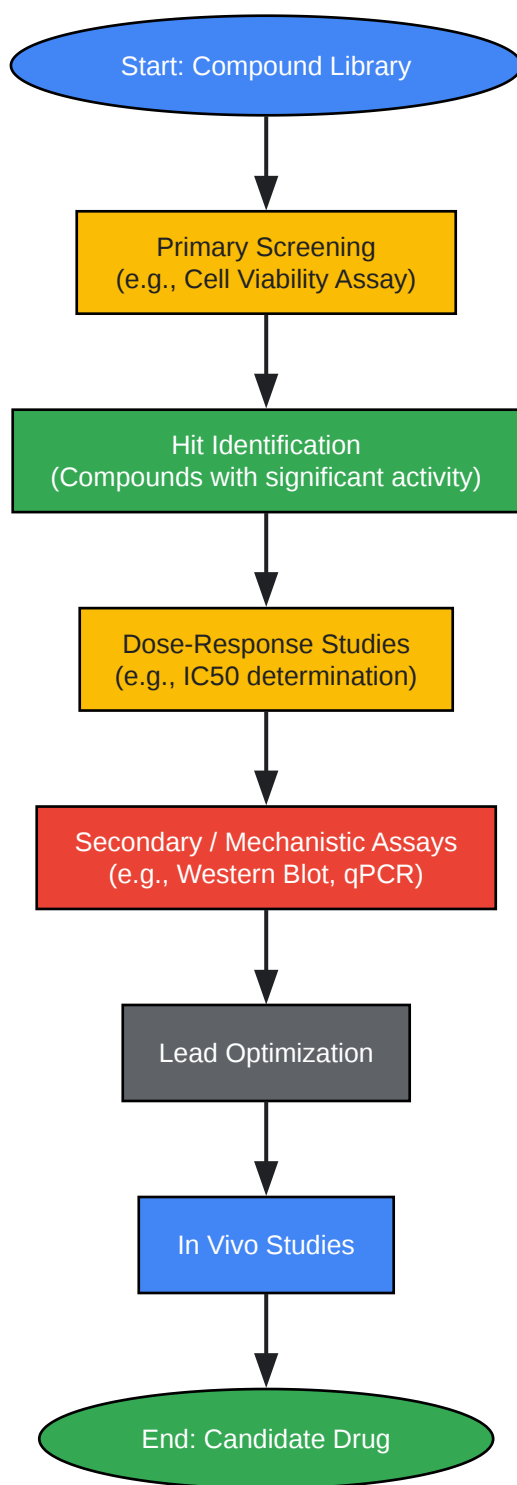 Start: Compound Library
Primary Screening
(e.g., Cell Viability Assay)
Hit Identification
(Compounds with significant activity)
Dose-Response Studies
(e.g., IC50 determination)
Secondary / Mechanistic Assays
(e.g., Western Blot, qPCR)
Lead Optimization
In Vivo Studies
End: Candidate Drug